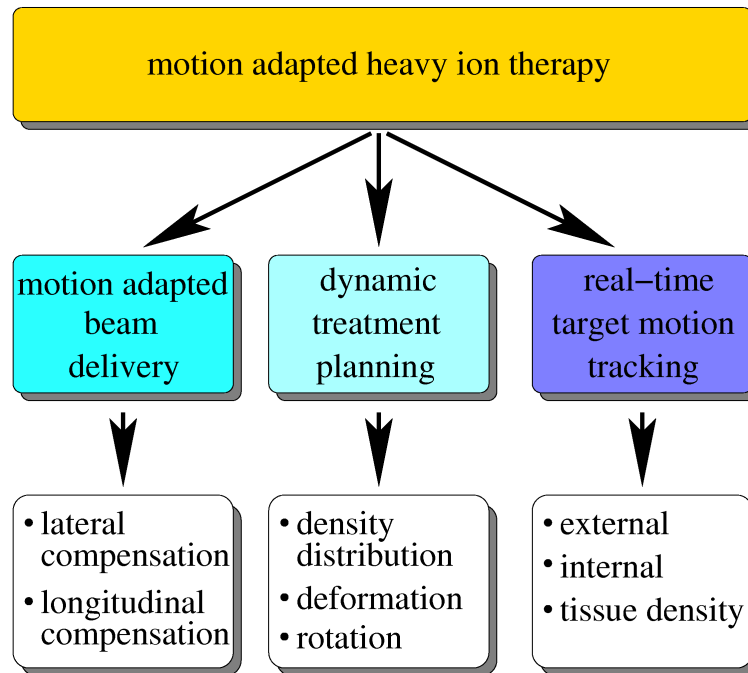 motion adapted heavy ion therapy
motion adapted
beam
delivery
dynamic
treatment
planning
real−time
target motion
tracking
• lateral
compensation
• longitudinal
compensation
• density
distribution
• deformation
• rotation
• external
• internal
• tissue density